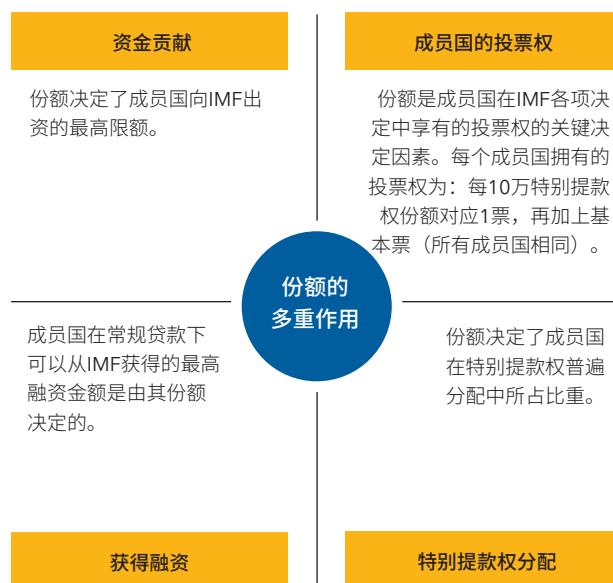 资金贡献
份额决定了成员国向IMF出
资的最高限额。
成员国的投票权
份额是成员国在IMF各项决
定中享有的投票权的关键决
定因素。每个成员国拥有的
投票权为：每10万特别提款
权份额对应1票，再加上基
本票（所有成员国相同）。
份额的
多重作用
成员国在常规贷款下
可以从IMF获得的最高
融资金额是由其份额
决定的。
获得融资
份额决定了成员国
在特别提款权普遍
分配中所占比重。
特别提款权分配